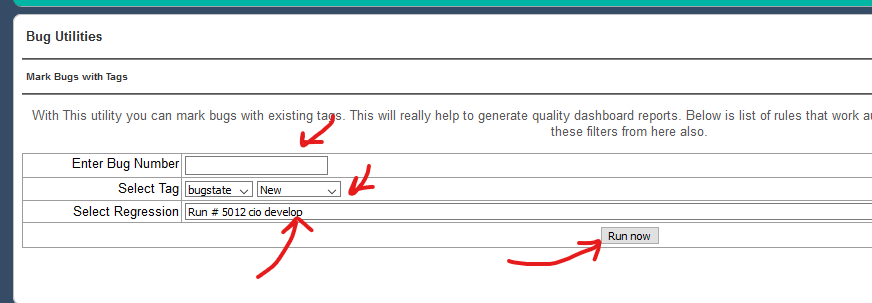 Bug Utilities
Mark Bugs with Tags
With This utility you can mark bugs with existing tags. This will really help to generate quality dashboard reports. Below is list of rules that work
these filters from here also.
Enter Bug Number
Select Tag bugstate New
Select Regression Run # 5012 cio develop
Run now